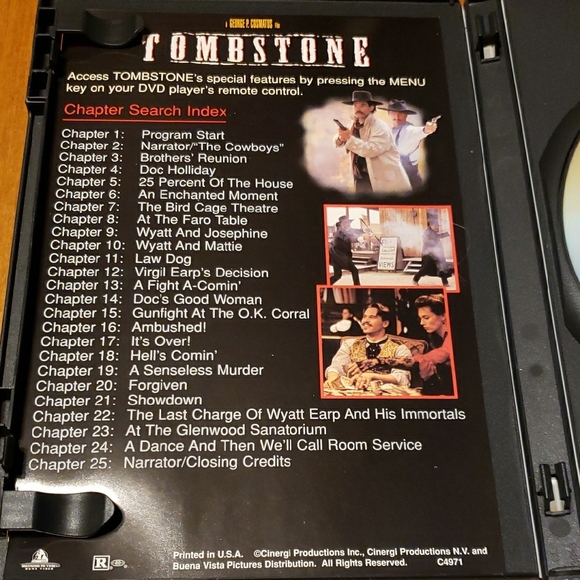 A GEORGE P. COSMATOS FILM
TOMBSTONE
Access TOMBSTONE's special features by pressing the MENU
key on your DVD player's remote control.
Chapter Search Index
Chapter 1: Program Start
Chapter 2: Narrator/"The Cowboys"
Chapter 3: Brothers' Reunion
Chapter 4: Doc Holliday
Chapter 5: 25 Percent Of The House
Chapter 6: An Enchanted Moment
Chapter 7: The Bird Cage Theatre
Chapter 8: At The Faro Table
Chapter 9: Wyatt And Josephine
Chapter 10: Wyatt And Mattie
Chapter 11: Law Dog
Chapter 12: Virgil Earp's Decision
Chapter 13: A Fight A-Comin'
Chapter 14: Doc's Good Woman
Chapter 15: Gunfight At The O.K. Corral
Chapter 16: Ambushed!
Chapter 17: It's Over!
Chapter 18: Hell's Comin'
Chapter 19: A Senseless Murder
Chapter 20: Forgiven
Chapter 21: Showdown
Chapter 22: The Last Charge Of Wyatt Earp And His Immortals
Chapter 23: At The Glenwood Sanatorium
Chapter 24: A Dance And Then We'll Call Room Service
Chapter 25: Narrator/Closing Credits
VIEWS
R
Printed in U.S.A. ©Cinergi Productions Inc., Cinergi Productions N.V. and
Buena Vista Pictures Distribution. All Rights Reserved. C4971